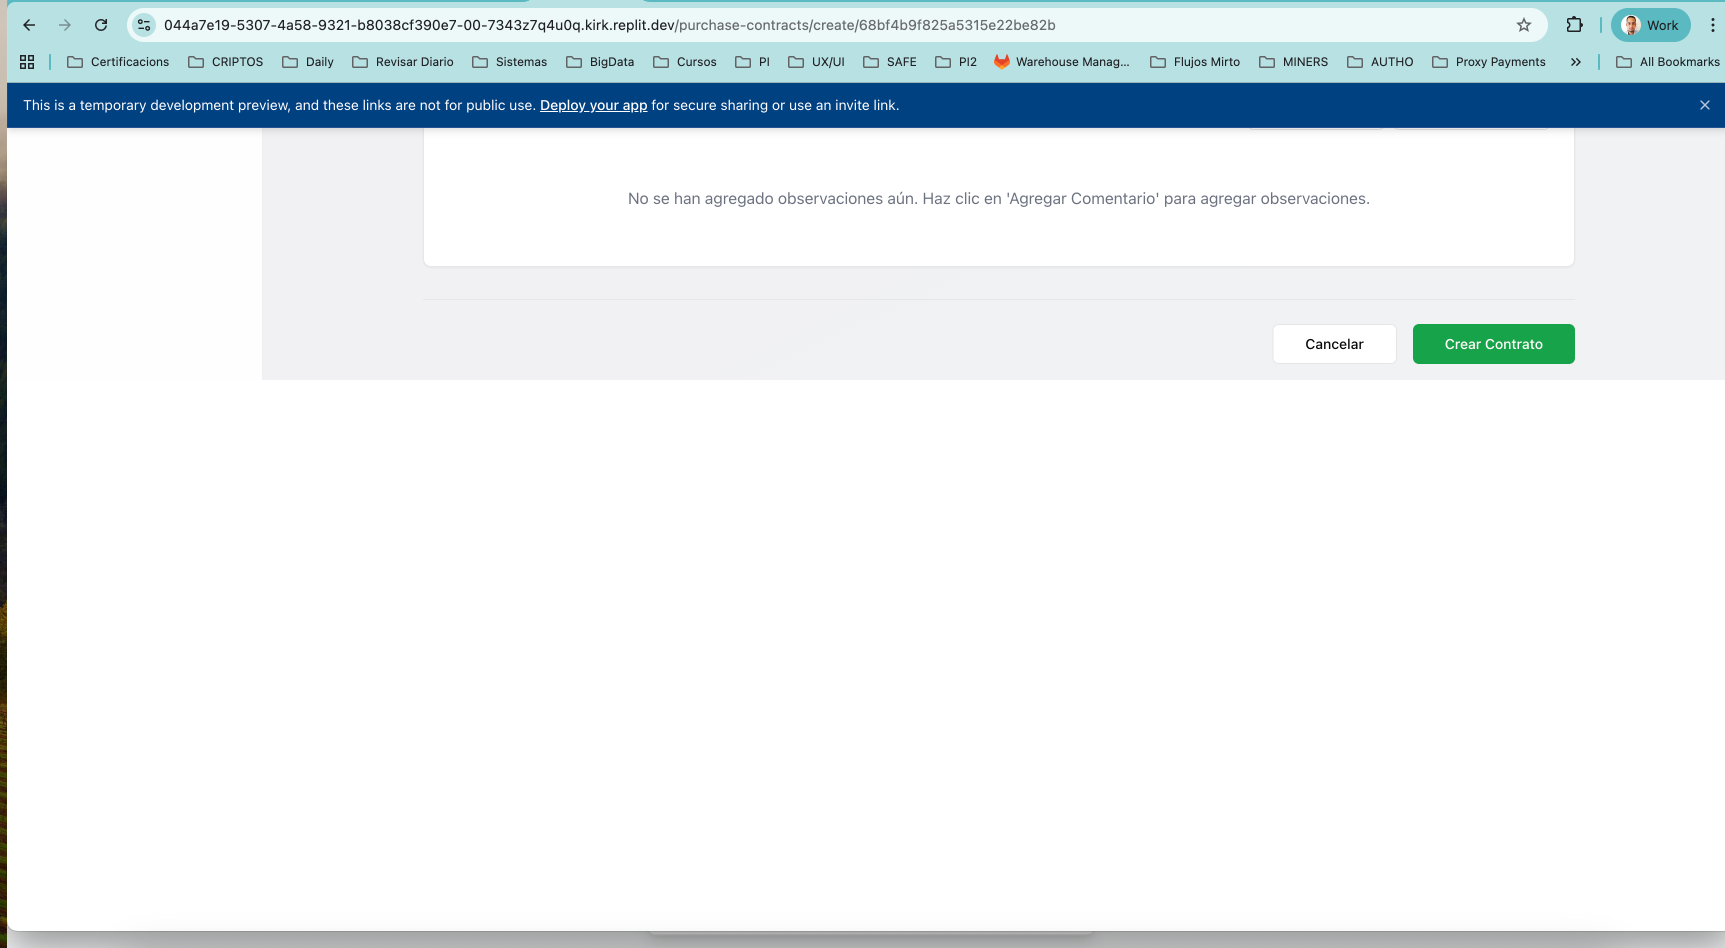 044a7e19-5307-4a58-9321-b8038cf390e7-00-7343z7q4u0q.kirk.replit.dev/purchase-contracts/create/68bf4b9f825a5315e22be82b
Work
Certificacions CRIPTOS Daily Revisar Diario Sistemas BigData Cursos PI UX/UI SAFE PI2 Warehouse Manag... Flujos Mirto MINERS AUTHO Proxy Payments » All Bookmarks
This is a temporary development preview, and these links are not for public use. Deploy your app for secure sharing or use an invite link.
No se han agregado observaciones aún. Haz clic en 'Agregar Comentario' para agregar observaciones.
Cancelar Crear Contrato